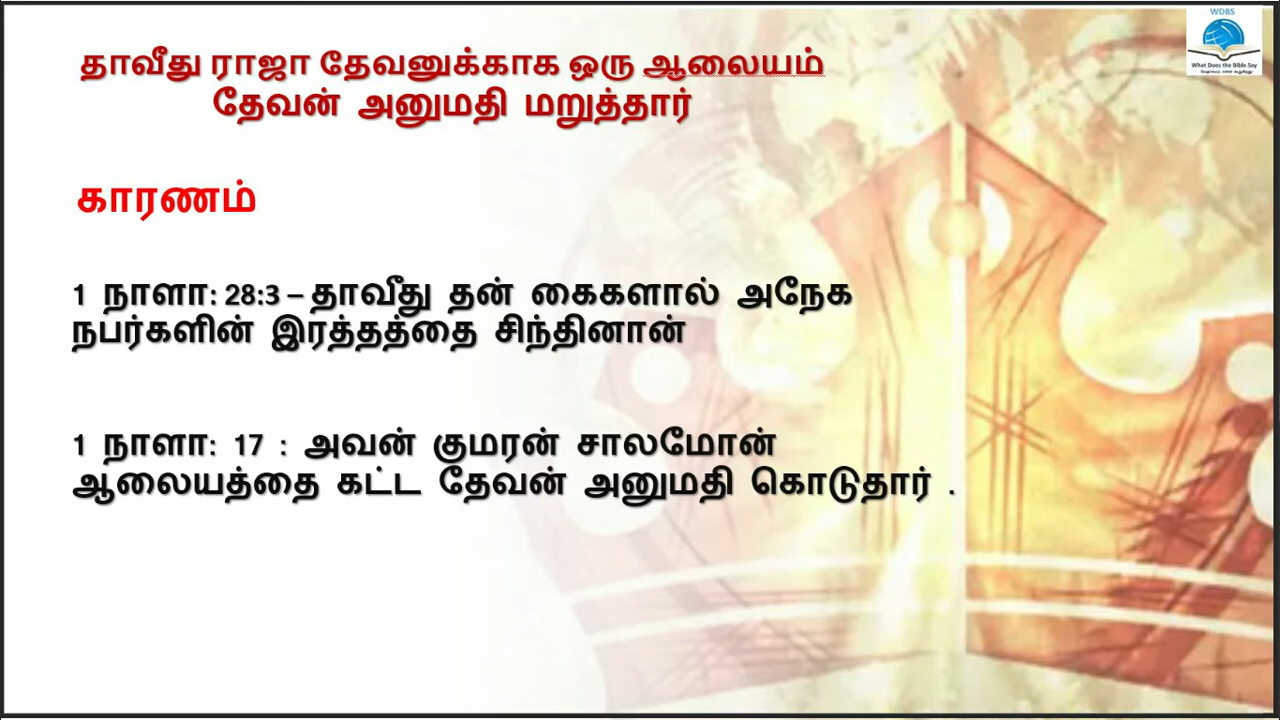 WDBS
What Does the Bible Say
தாவீது ராஜா தேவனுக்காக ஒரு ஆலையம்
தேவன் அனுமதி மறுத்தார்
காரணம்
1 நாளா: 28:3 – தாவீது தன் கைகளால் அநேக
நபர்களின் இரத்தத்தை சிந்தினான்
1 நாளா: 17 : அவன் குமரன் சாலமோன்
ஆலையத்தை கட்ட தேவன் அனுமதி கொடுதார் .